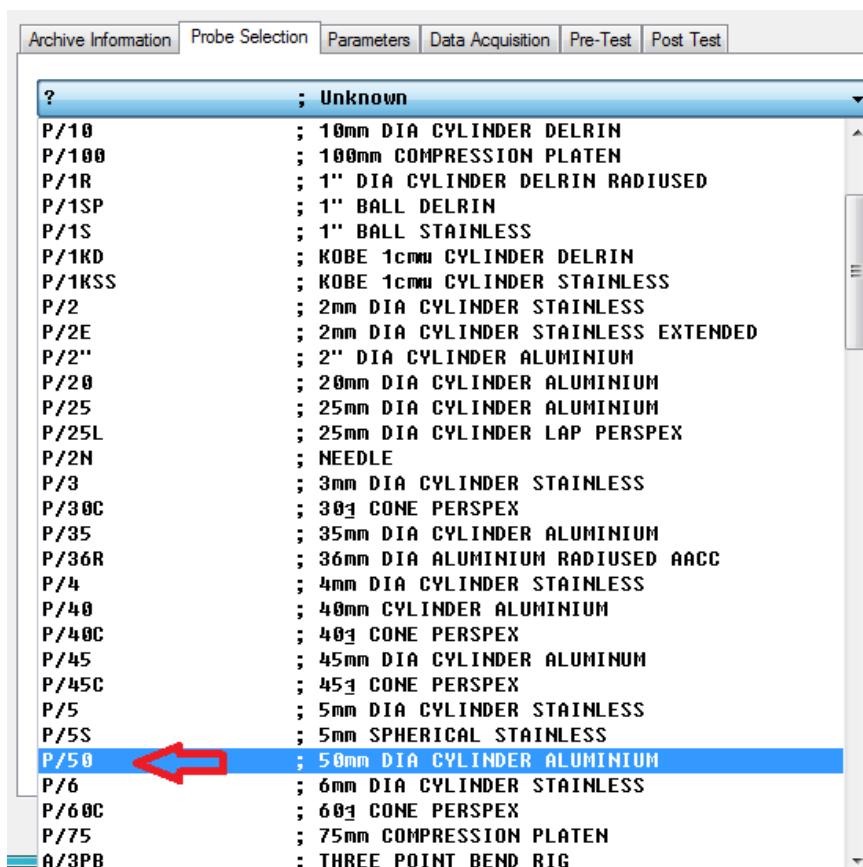 Archive Information Probe Selection Parameters Data Acquisition Pre-Test Post Test
? ; Unknown
P/10 ; 10mm DIA CYLINDER DELRIN
P/100 ; 100mm COMPRESSION PLATEN
P/1R ; 1" DIA CYLINDER DELRIN RADIUSED
P/1SP ; 1" BALL DELRIN
P/1S ; 1" BALL STAINLESS
P/1KD ; KOBE CYLINDER DELRIN
P/1KSS ; KOBE CYLINDER STAINLESS
P/2 ; 2mm DIA CYLINDER STAINLESS
P/2E ; 2mm DIA CYLINDER STAINLESS EXTENDED
P/2" ; 2" DIA CYLINDER ALUMINIUM
P/20 ; 20mm DIA CYLINDER ALUMINIUM
P/25 ; 25mm DIA CYLINDER ALUMINIUM
P/25L ; 25mm DIA CYLINDER LAP PERSPEX
P/2N ; NEEDLE
P/3 ; 3mm DIA CYLINDER STAINLESS
P/30C ; CONE PERSPEX
P/35 ; 35mm DIA CYLINDER ALUMINIUM
P/36R ; 36mm DIA ALUMINIUM RADIUSED AACC
P/4 ; 4mm DIA CYLINDER STAINLESS
P/40 ; 40mm CYLINDER ALUMINIUM
P/40C ; CONE PERSPEX
P/45 ; 45mm DIA CYLINDER ALUMINUM
P/45C ; CONE PERSPEX
P/5 ; 5mm DIA CYLINDER STAINLESS
P/5S ; 5mm SPHERICAL STAINLESS
P/50 ; 50mm DIA CYLINDER ALUMINIUM
P/6 ; 6mm DIA CYLINDER STAINLESS
P/60C ; CONE PERSPEX
P/75 ; 75mm COMPRESSION PLATEN
A/3PB ; THREE POINT BEND RIG